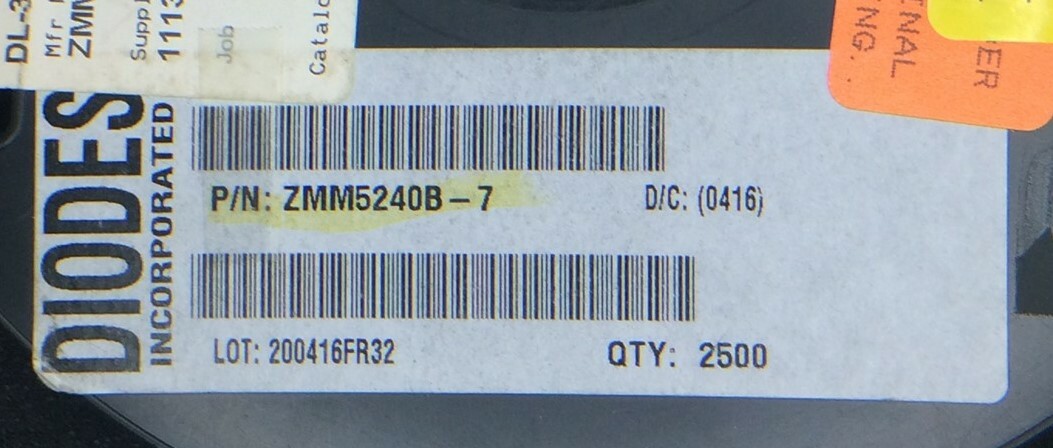 DL-3
Mfr
ZMM
Suppl
1113
Job
Catalo
DIODES
INCORPORATED
P/N: ZMM5240B-7
D/C: (0416)
LOT: 200416FR32
QTY: 2500
INAL
NG.
ER